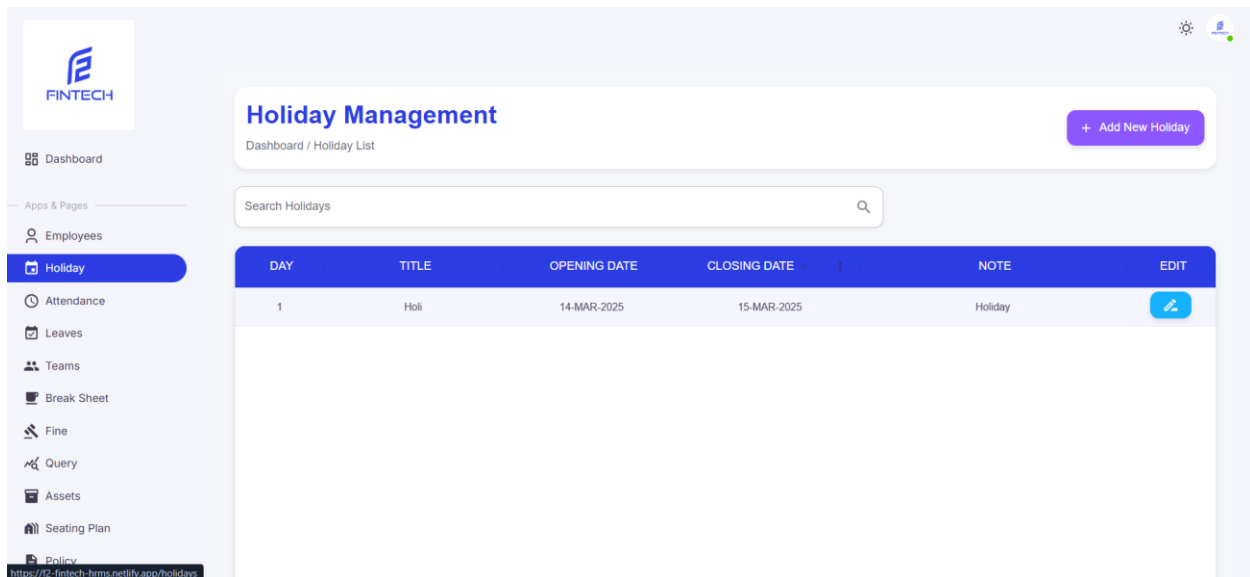 FINTECH
Dashboard
Apps & Pages
Employees
Holiday
Attendance
Leaves
Teams
Break Sheet
Fine
Query
Assets
Seating Plan
Policy
https://f2-fintech-hrms.netlify.app/holidays
Holiday Management
Dashboard / Holiday List
+ Add New Holiday
Search Holidays
DAY TITLE OPENING DATE CLOSING DATE NOTE EDIT
1 Holi 14-MAR-2025 15-MAR-2025 Holiday